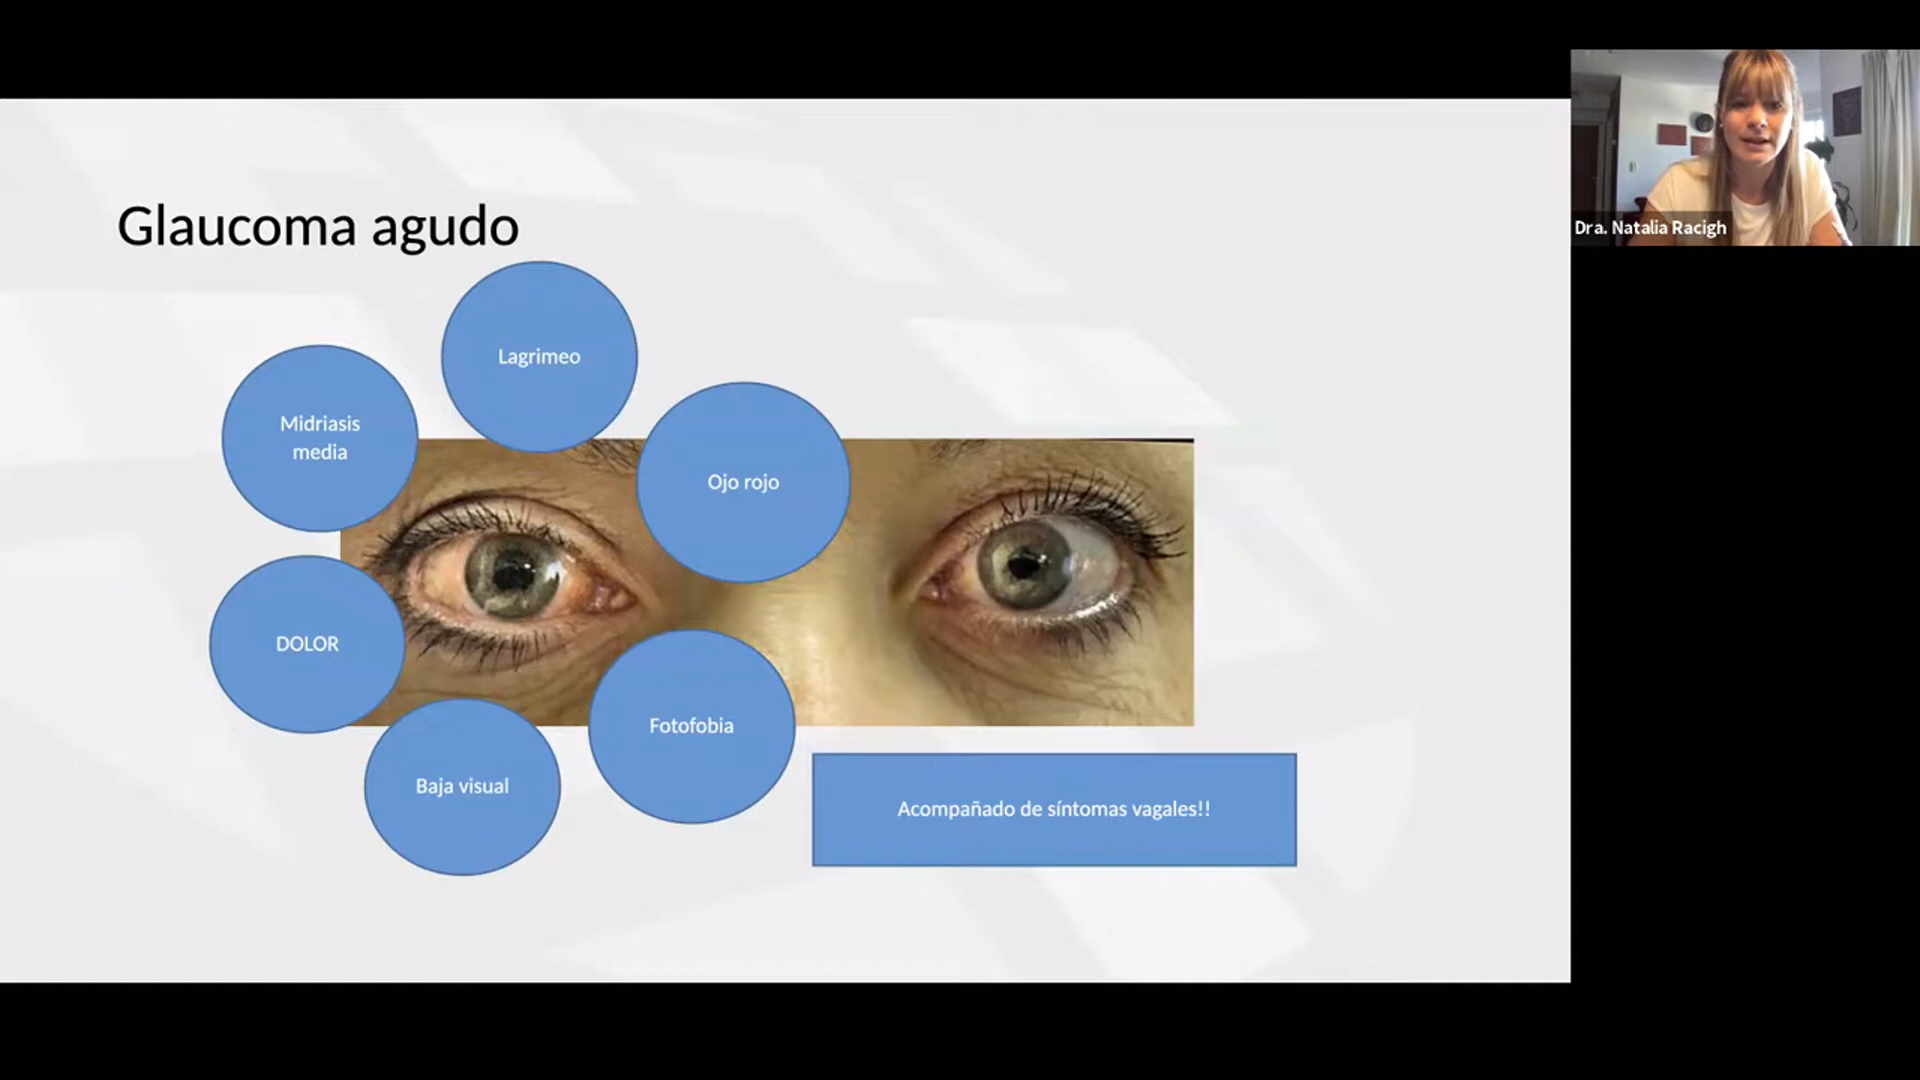 Glaucoma agudo
Lagrimeo
Midriasis
media
Ojo rojo
DOLOR
Fotofobia
Baja visual
Acompañado de síntomas vagales!!
Dra. Natalia Racigh